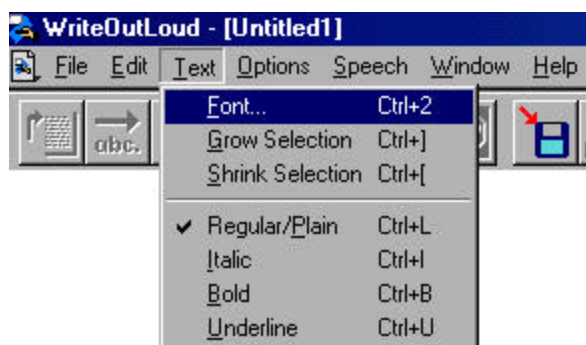 WriteOutLoud - [Untitled1]
File Edit Text Options Speech Window Help
abc.
Font... Ctrl+2
Grow Selection Ctrl+]
Shrink Selection Ctrl+[
Regular/Plain Ctrl+L
Italic Ctrl+I
Bold Ctrl+B
Underline Ctrl+U